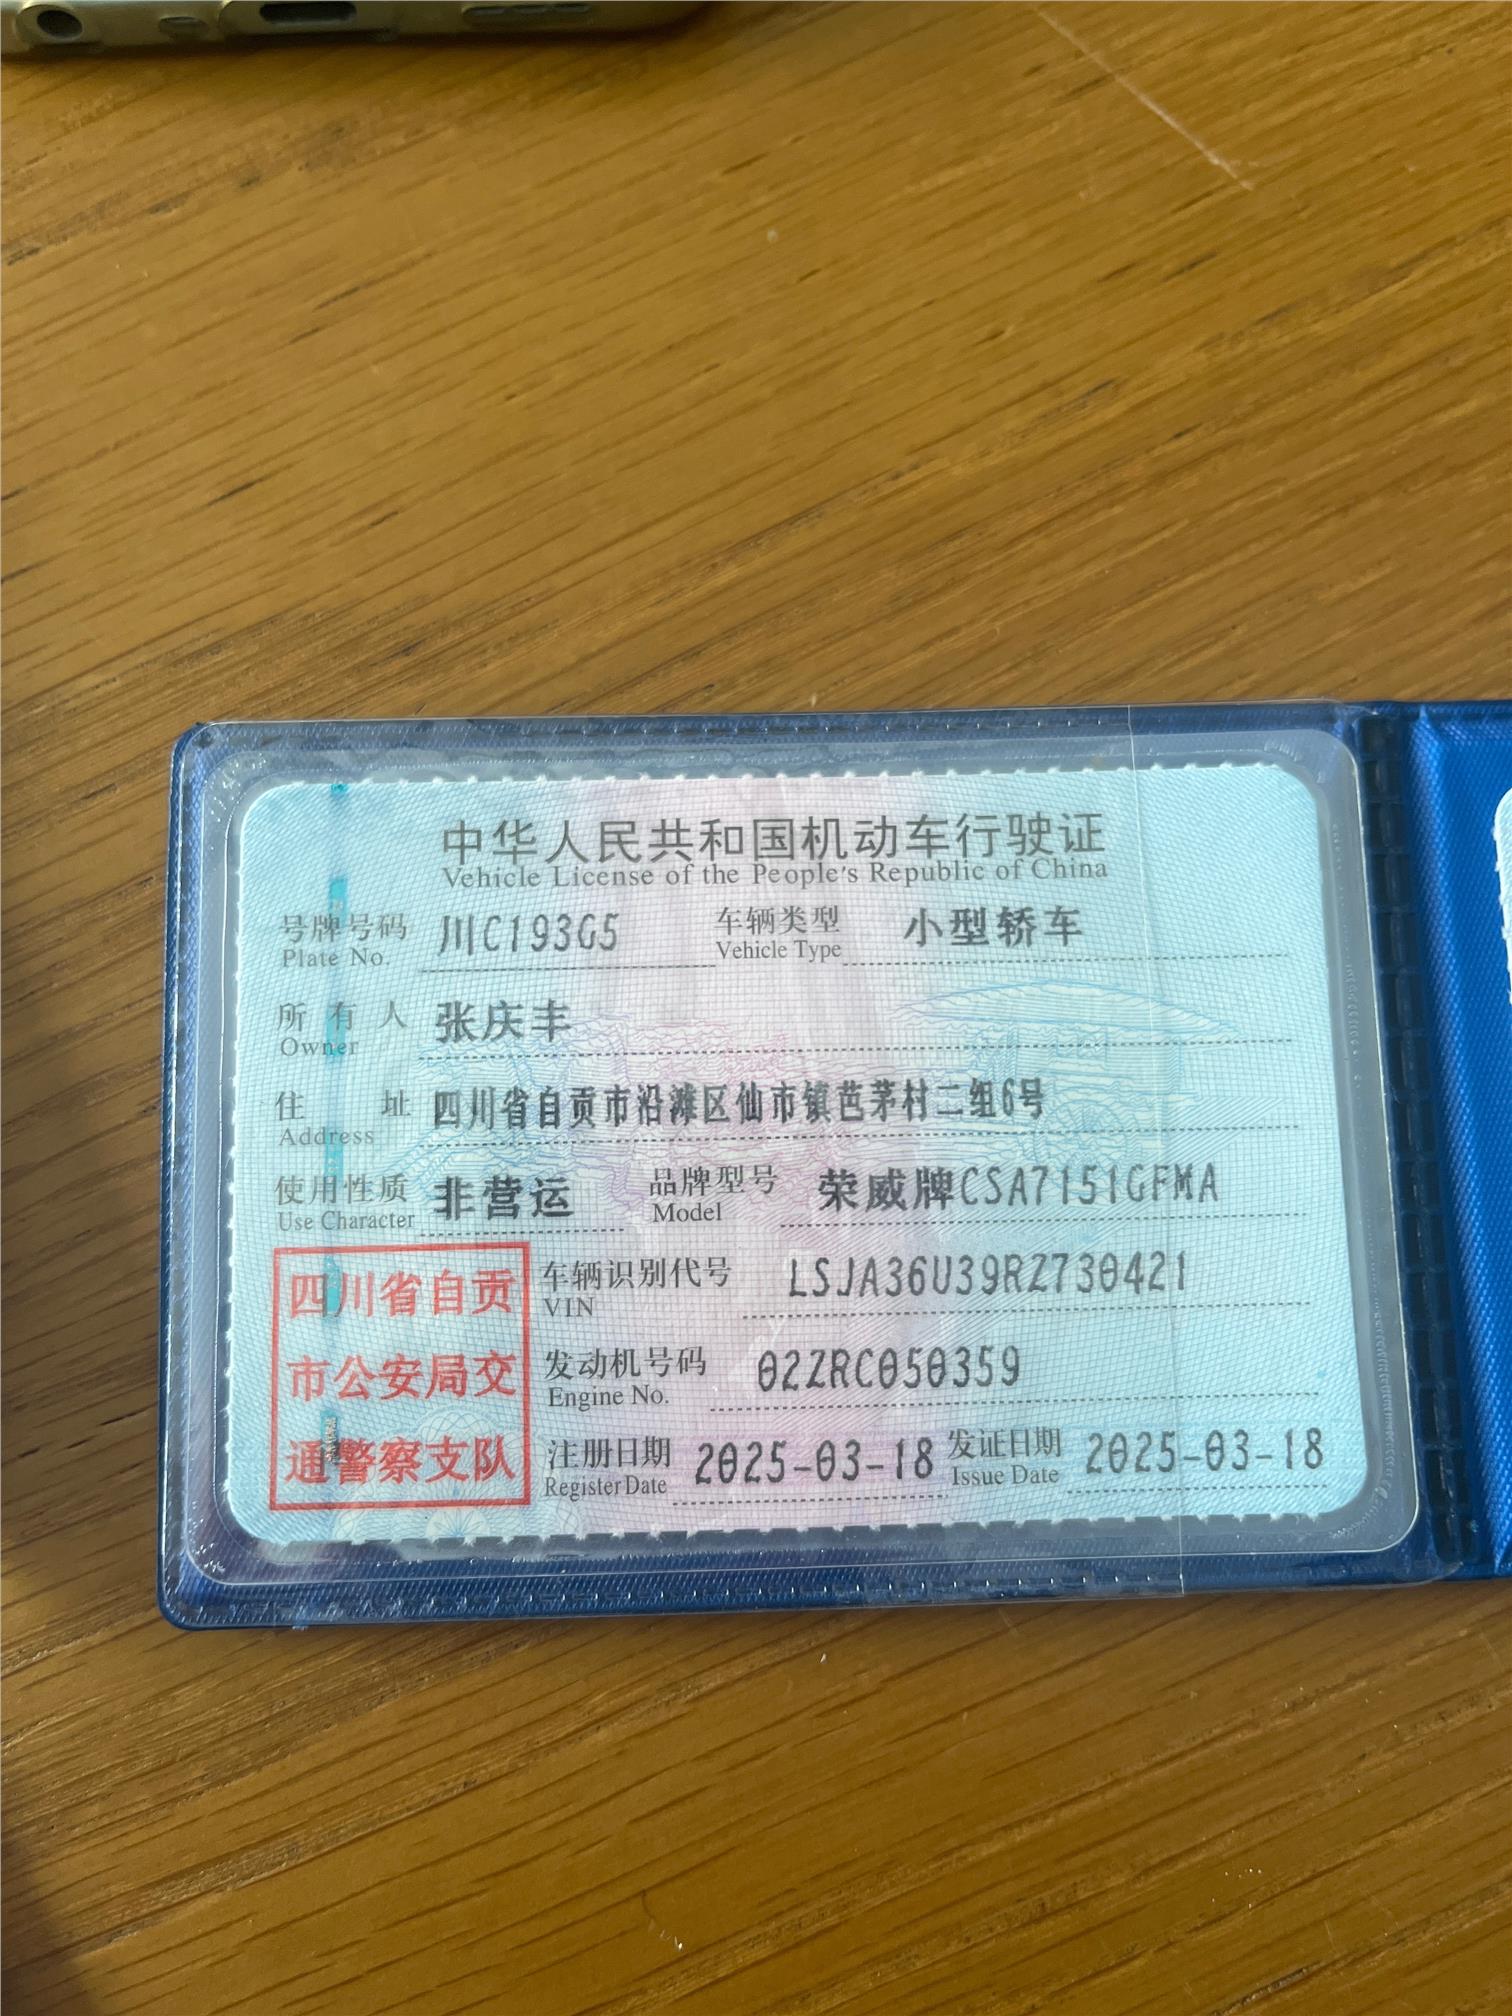 中华人民共和国机动车行驶证
Vehicle License of the People's Republic of China
号牌号码 川C193G5 车辆类型 小型轿车
Plate No. Vehicle Type
所有人 张庆丰
Owner
住址 四川省自贡市沿滩区仙市镇芭茅村二组6号
Address
使用性质 非营运 品牌型号 荣威牌CSA7151GFMA
Use Character Model
四川省自贡
市公安局交
通警察支队
车辆识别代号 LSJA36U39RZ730421
VIN
发动机号码 02ZRC050359
Engine No.
注册日期 2025-03-18 发证日期 2025-03-18
Register Date Issue Date